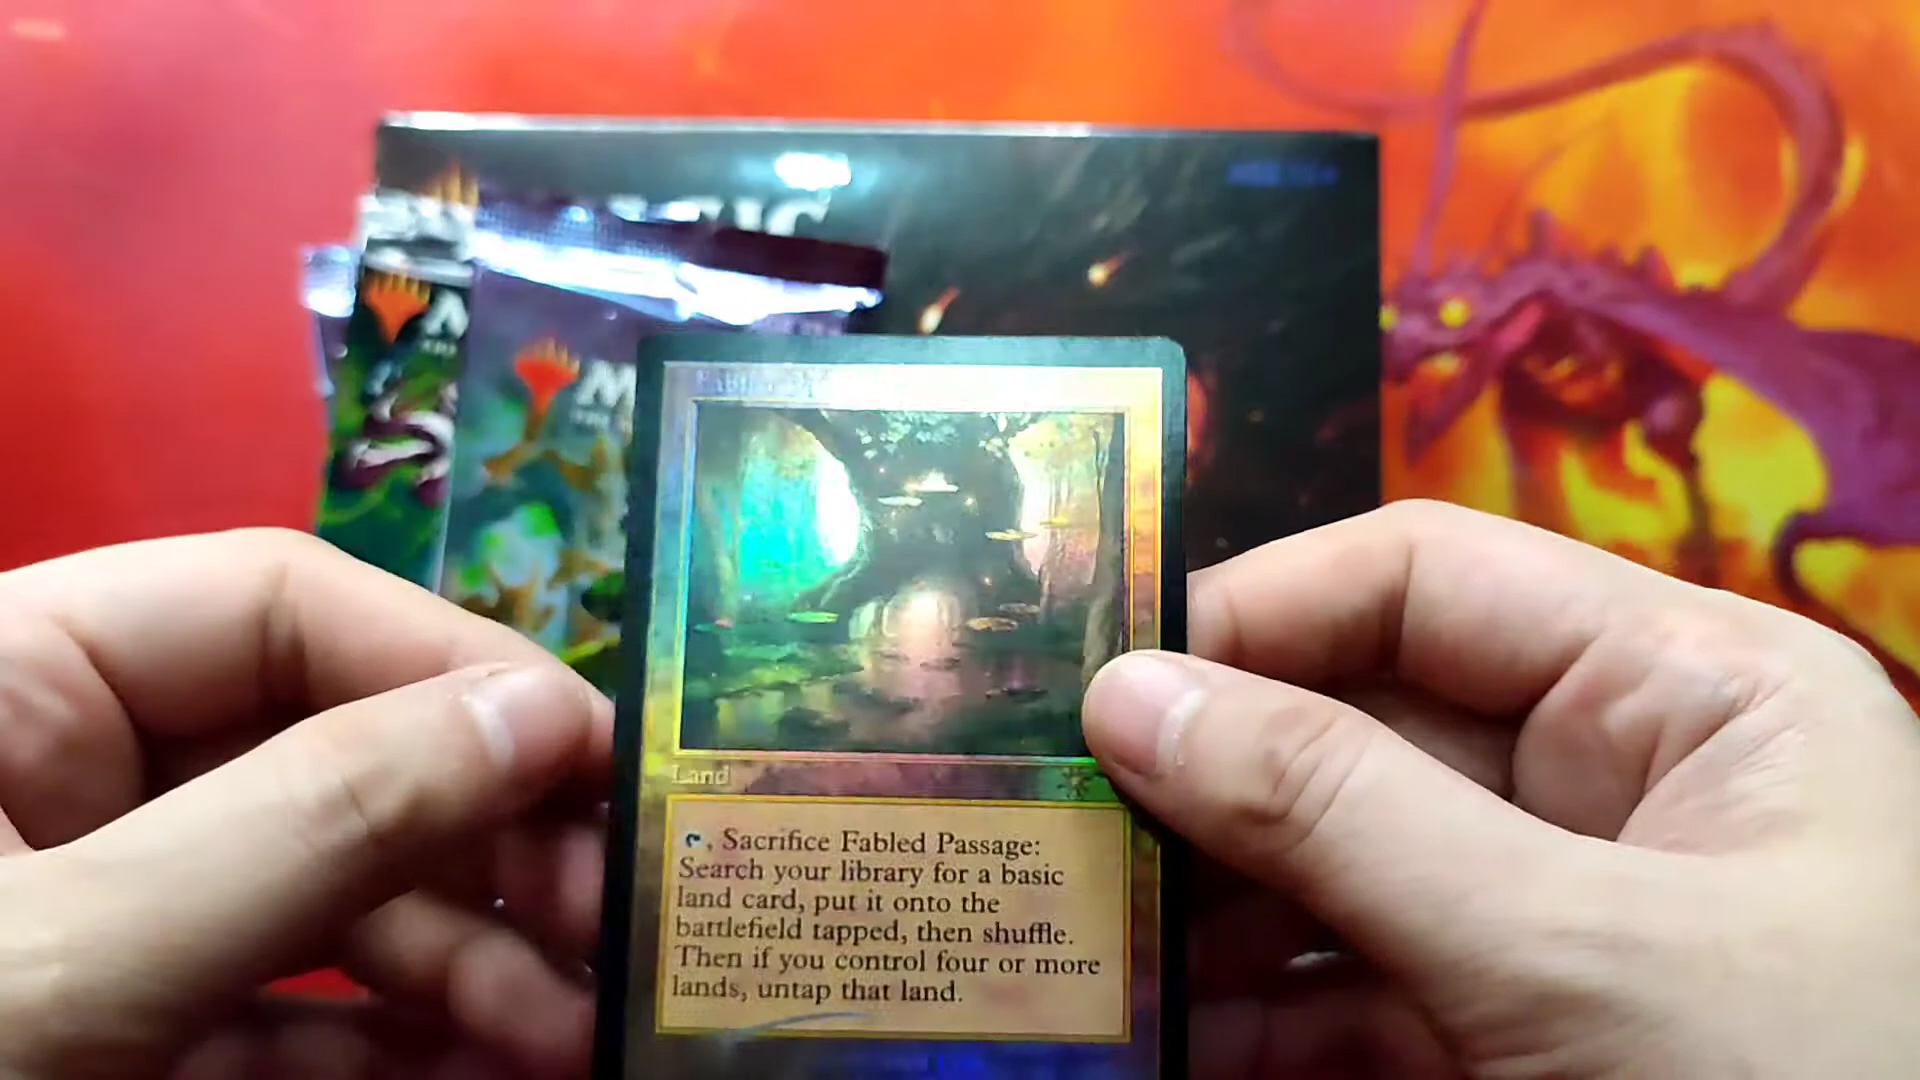 Land
, Sacrifice Fabled Passage:
Search your library for a basic
land card, put it onto the
battlefield tapped, then shuffle.
Then if you control four or more
lands, untap that land.